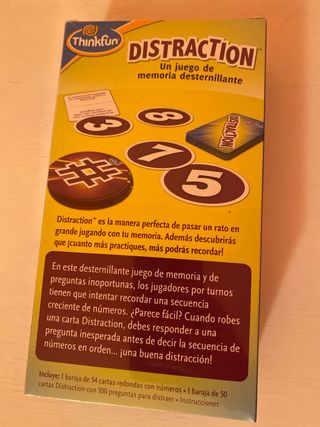 ThinkFun
DISTRACTION™
Un juego de
memoria desternillante
3
8
DISTRACTION
7
5
Distraction™ es la manera perfecta de pasar un rato en
grande jugando con tu memoria. Además descubrirás
que ¡cuanto más practiques, más podrás recordar!
En este desternillante juego de memoria y de
preguntas inoportunas, los jugadores por turnos
tienen que intentar recordar una secuencia
creciente de números. ¿Parece fácil? Cuando robes
una carta Distraction, debes responder a una
pregunta inesperada antes de decir la secuencia de
números en orden... ¡una buena distracción!
Incluye: 1 baraja de 54 cartas redondas con números • 1 baraja de 50
cartas Distraction con 100 preguntas para distraer • Instrucciones